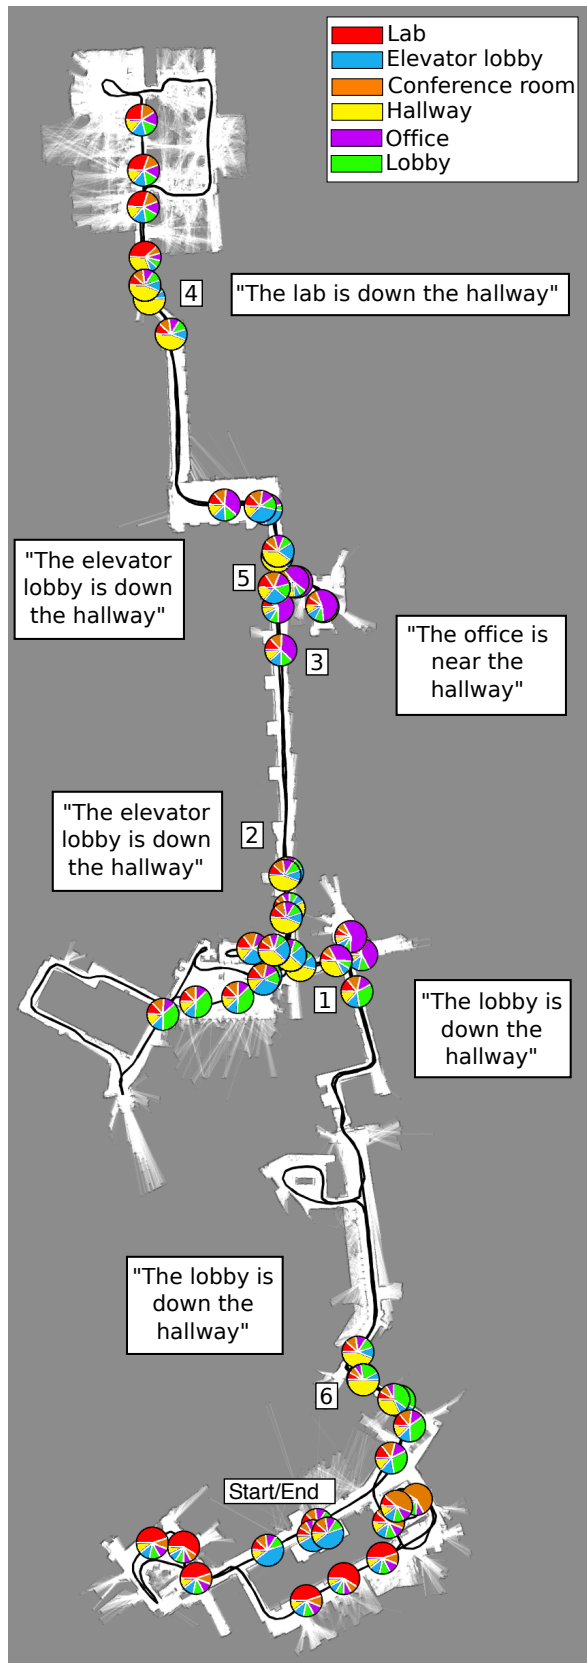 Lab
Elevator lobby
Conference room
Hallway
Office
Lobby
4
"The lab is down the hallway"
"The elevator
lobby is down
the hallway"
5
"The office is
near the
hallway"
3
"The elevator
lobby is down
the hallway"
2
1
"The lobby is
down the
hallway"
"The lobby is
down the
hallway"
6
Start/End